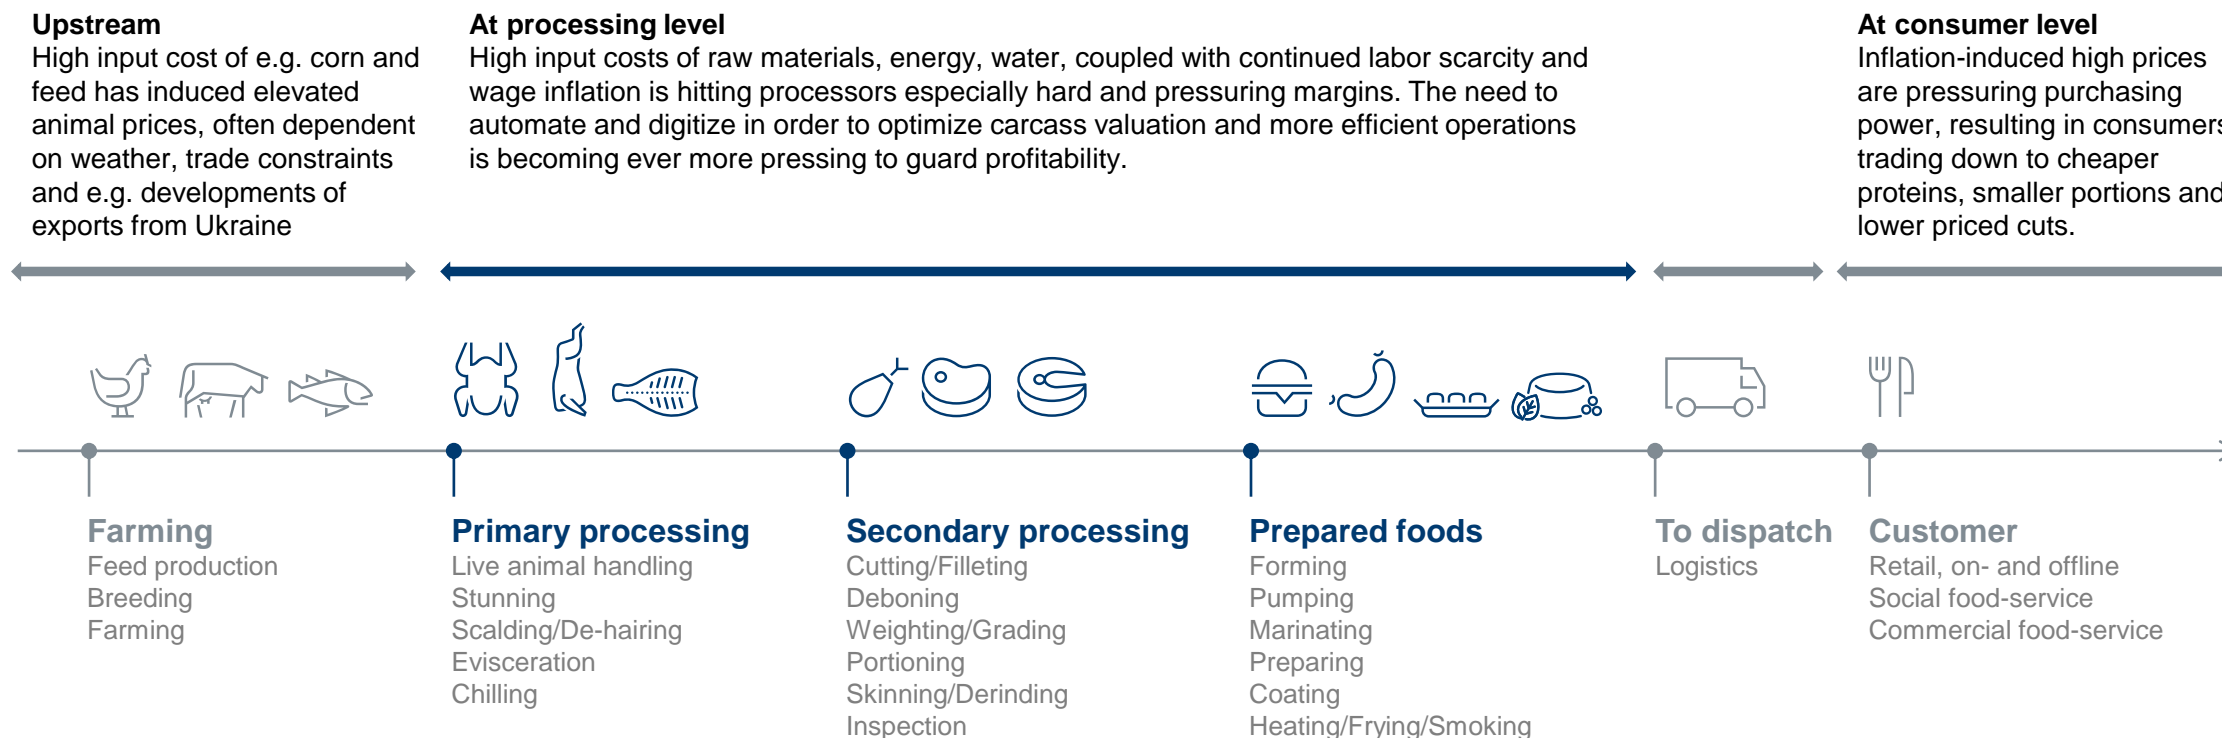 Upstream
High input cost of e.g. corn and
feed has induced elevated
animal prices, often dependent
on weather, trade constraints
and e.g. developments of
exports from Ukraine
At processing level
High input costs of raw materials, energy, water, coupled with continued labor scarcity and
wage inflation is hitting processors especially hard and pressuring margins. The need to
automate and digitize in order to optimize carcass valuation and more efficient operations
is becoming ever more pressing to guard profitability.
At consumer level
Inflation-induced high prices
are pressuring purchasing
power, resulting in consumers
trading down to cheaper
proteins, smaller portions and
lower priced cuts.
Farming
Feed production
Breeding
Farming
Primary processing
Live animal handling
Stunning
Scalding/De-hairing
Evisceration
Chilling
Secondary processing
Cutting/Filleting
Deboning
Weighting/Grading
Portioning
Skinning/Derinding
Inspection
Prepared foods
Forming
Pumping
Marinating
Preparing
Coating
Heating/Frying/Smoking
To dispatch
Logistics
Customer
Retail, on- and offline
Social food-service
Commercial food-service